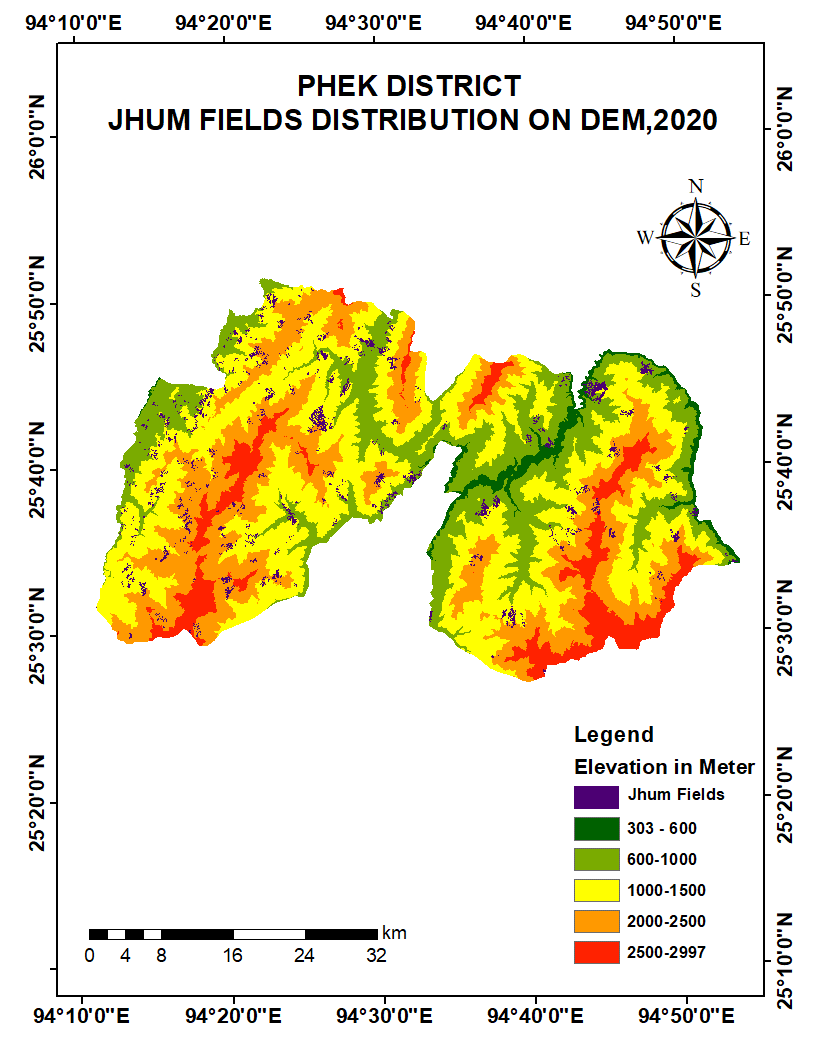 94°10'0"E 94°20'0"E 94°30'0"E 94°40'0"E 94°50'0"E
PHEK DISTRICT
JHUM FIELDS DISTRIBUTION ON DEM,2020
26°0'0"N 26°0'0"N
N
W E
S
25°50'0"N 25°50'0"N
25°40'0"N 25°40'0"N
25°30'0"N 25°30'0"N
25°20'0"N 25°20'0"N
25°10'0"N
Legend
Elevation in Meter
Jhum Fields
303 - 600
600-1000
1000-1500
2000-2500
2500-2997
km
0 4 8 16 24 32
94°10'0"E 94°20'0"E 94°30'0"E 94°40'0"E 94°50'0"E